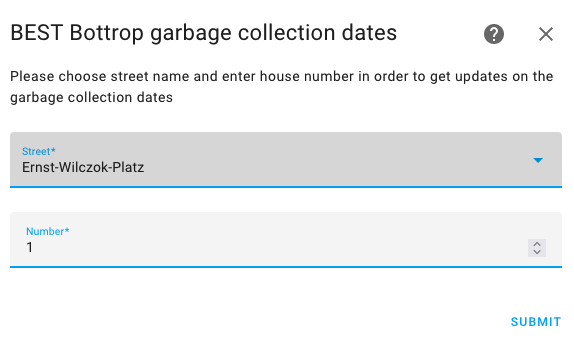 BEST Bottrop garbage collection dates
Please choose street name and enter house number in order to get updates on the
garbage collection dates
Street*
Ernst-Wilczok-Platz
Number*
1
SUBMIT